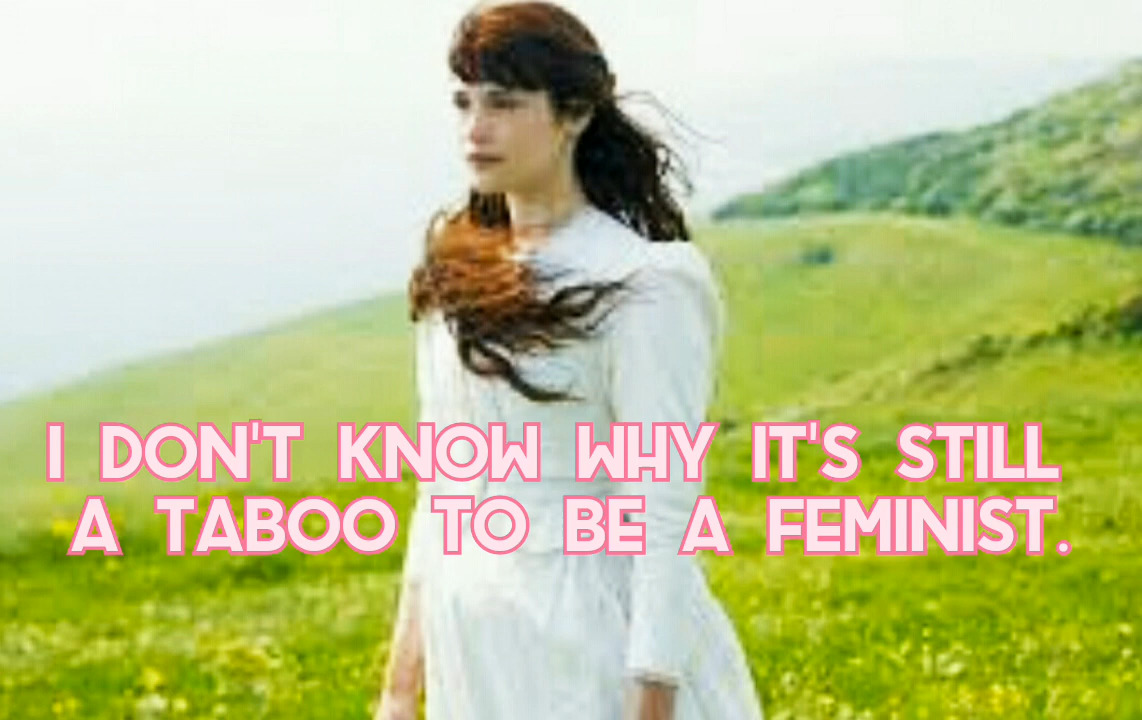 I DON'T KNOW WHY IT'S STILL
A TABOO TO BE A FEMINIST.